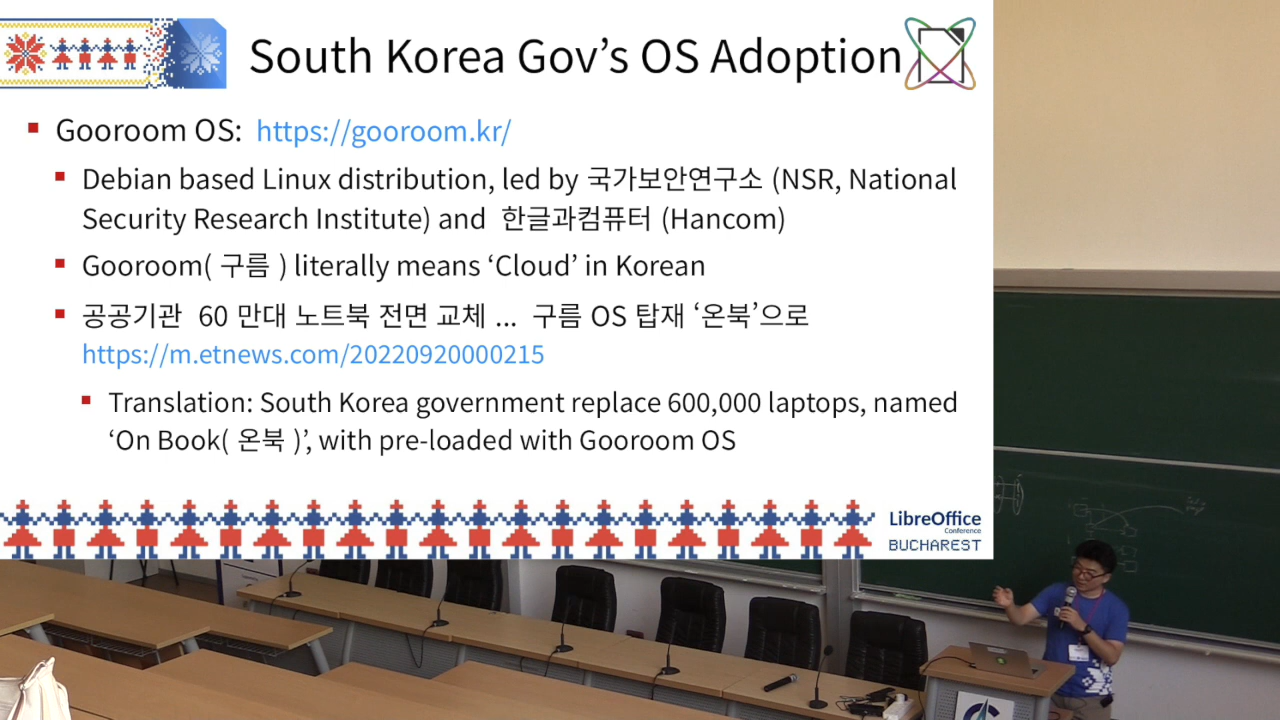 South Korea Gov’s OS Adoption
Gooroom OS: https://gooroom.kr/
Debian based Linux distribution, led by 국가보안연구소 (NSR, National
Security Research Institute) and 한글과컴퓨터 (Hancom)
Gooroom( 구름 ) literally means ‘Cloud’ in Korean
공공기관 60 만대 노트북 전면 교체 ... 구름 OS 탑재 ‘온북’으로
https://m.etnews.com/20220920000215
Translation: South Korea government replace 600,000 laptops, named
‘On Book( 온북 )’, with pre-loaded with Gooroom OS
LibreOffice
Conference
BUCHAREST